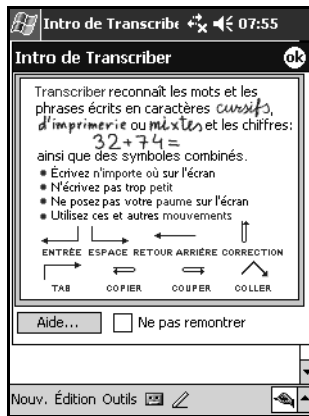 Intro de Transcribe 07:55
Intro de Transcriber ok
Transcriber reconnaît les mots et les
phrases écrits en caractères cursifs,
d'imprimerie ou mixtes et les chiffres:
32+74=
ainsi que des symboles combinés.
• Écrivez n'importe où sur l'écran
• N'écrivez pas trop petit
• Ne posez pas votre paume sur l'écran
• Utilisez ces et autres mouvements
ENTRÉE ESPACE RETOUR ARRIÈRE CORRECTION
TAB COPIER COUPER COLLER
Aide... Ne pas remontrer
Nouv. Édition Outils